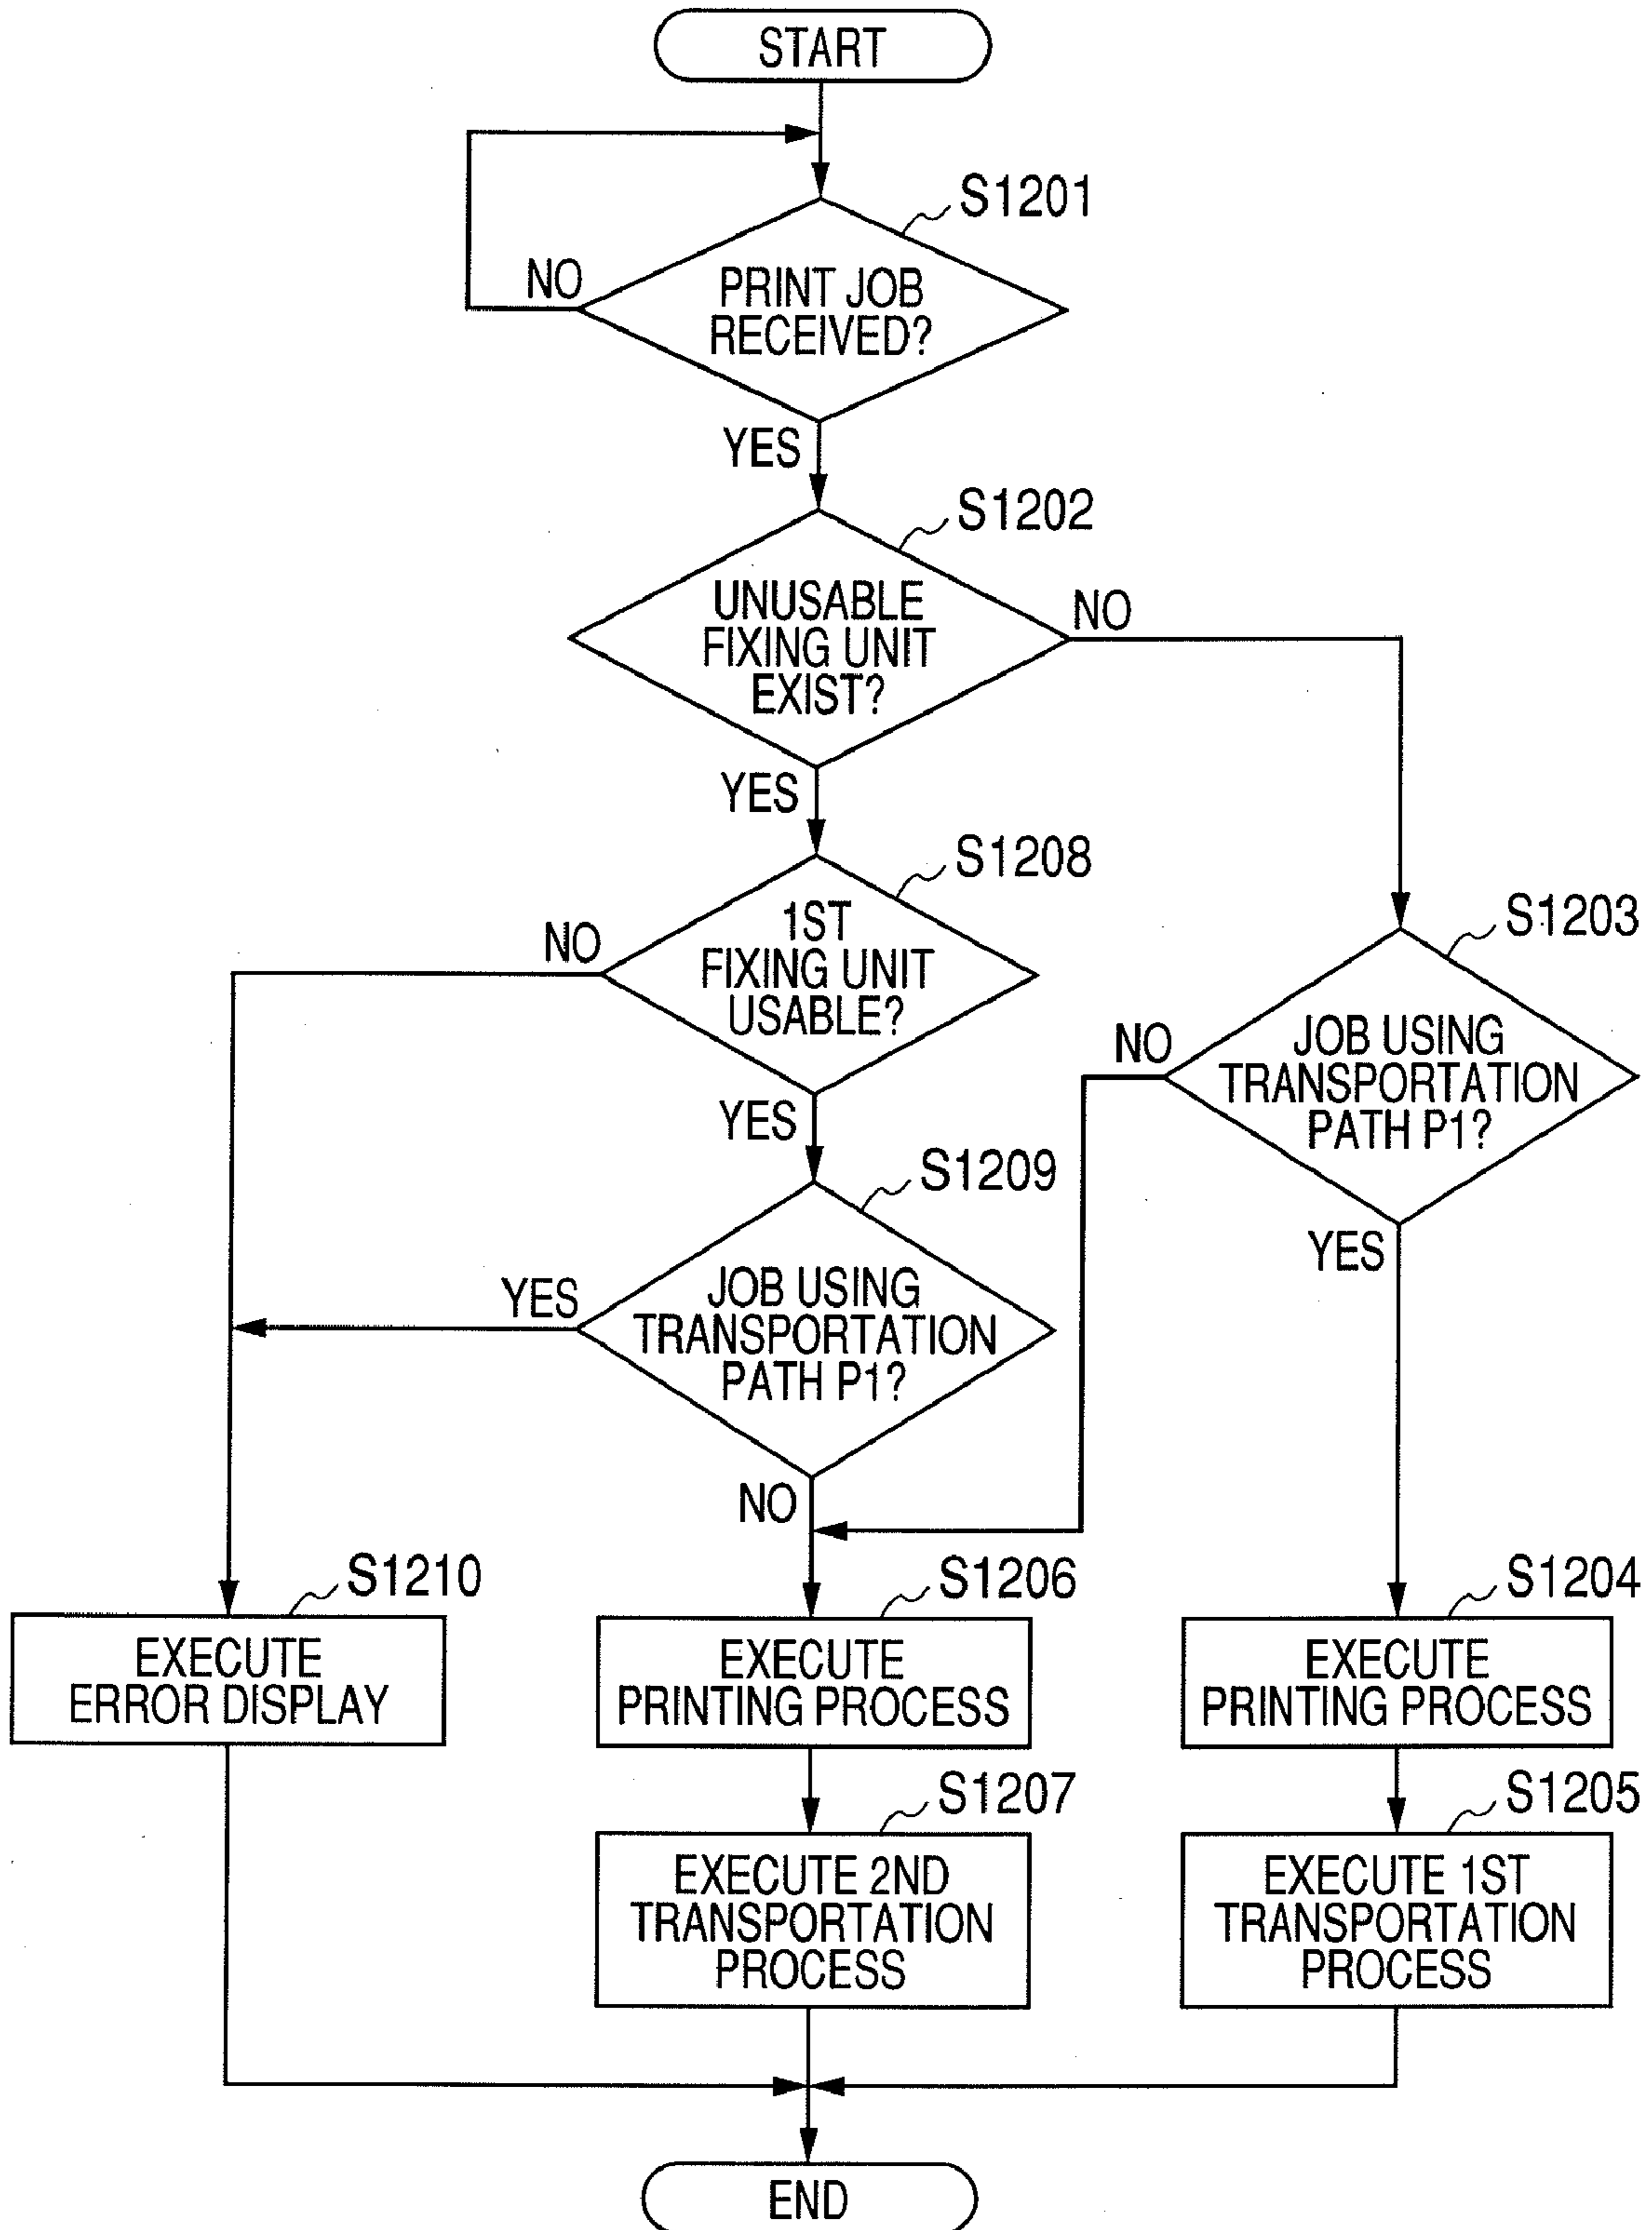 START
S1201
NO
PRINT JOB
RECEIVED?
YES
S1202
UNUSABLE
FIXING UNIT
EXIST?
NO
YES
S1208
1ST
FIXING UNIT
USABLE?
NO
YES
S1203
JOB USING
TRANSPORTATION
PATH P1?
NO
YES
S1209
JOB USING
TRANSPORTATION
PATH P1?
YES
NO
S1210
EXECUTE
ERROR DISPLAY
S1206
EXECUTE
PRINTING PROCESS
S1204
EXECUTE
PRINTING PROCESS
S1207
EXECUTE 2ND
TRANSPORTATION
PROCESS
S1205
EXECUTE 1ST
TRANSPORTATION
PROCESS
END